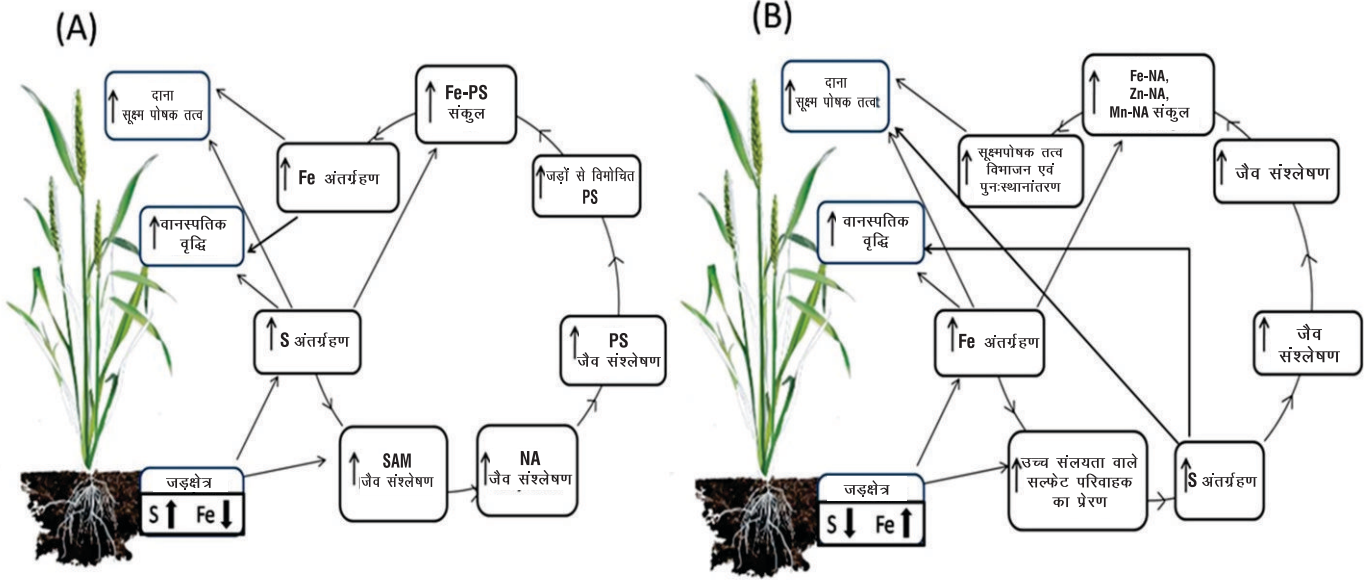 (A)
दाना
सूक्ष्म पोषक तत्व
Fe-PS
संकुल
Fe अंतर्ग्रहण
जड़ों से विमोचित
PS
वानस्पतिक
वृद्धि
S अंतर्ग्रहण
PS
जैव संश्लेषण
SAM
जैव संश्लेषण
NA
जैव संश्लेषण
जड़क्षेत्र
S Fe
(B)
दाना
सूक्ष्म पोषक तत्व
Fe-NA,
Zn-NA,
Mn-NA संकुल
सूक्ष्मपोषक तत्व
विभाजन एवं
पुनःस्थानांतरण
जैव संश्लेषण
वानस्पतिक
वृद्धि
Fe अंतर्ग्रहण
जैव
संश्लेषण
उच्च संलयता वाले
सल्फेट परिवाहक
का प्रेरण
S अंतर्ग्रहण
जड़क्षेत्र
S Fe